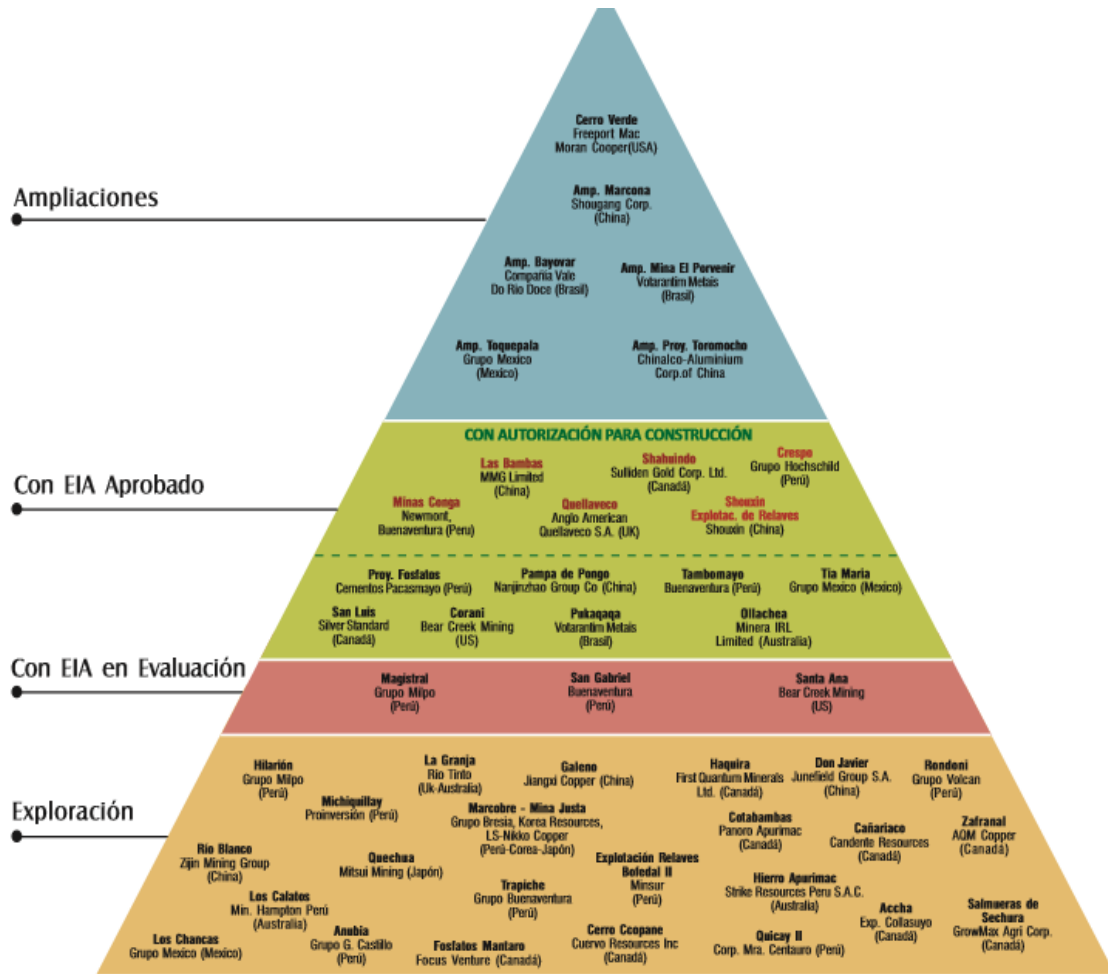 Ampliaciones
Cerro Verde
Freeport Mac
Moran Cooper(USA)
Amp. Marcona
Shougang Corp.
(China)
Amp. Bayovar
Compañia Vale
Do Rio Doce (Brasil)
Amp. Mina El Porvenir
Votarantim Metais
(Brasil)
Amp. Toquepala
Grupo Mexico
(Mexico)
Amp. Proy. Toromocho
Chinalco-Aluminium
Corp.of China
Con EIA Aprobado
CON AUTORIZACIÓN PARA CONSTRUCCIÓN
Las Bambas
MMG Limited
(China)
Shahuindo
Sulliden Gold Corp. Ltd.
(Canadá)
Crespo
Grupo Hochschild
(Perú)
Minas Conga
Newmont,
Buenaventura (Peru)
Quellaveco
Anglo American
Quellaveco S.A. (UK)
Shouxin
Explotac. de Relaves
Shouxin (China)
Proy. Fosfatos
Cementos Pacasmayo (Perú)
Pampa de Pongo
Nanjinzhao Group Co (China)
Tambomayo
Buenaventura (Perú)
Tia Maria
Grupo Mexico (Mexico)
San Luis
Silver Standard
(Canadá)
Corani
Bear Creek Mining
(US)
Pukaqaqa
Votarantim Metais
(Brasil)
Ollachea
Minera IRL
Limited (Australia)
Con EIA en Evaluación
Magistral
Grupo Milpo
(Perú)
San Gabriel
Buenaventura
(Perú)
Santa Ana
Bear Creek Mining
(US)
Exploración
Hilarión
Grupo Milpo
(Perú)
La Granja
Rio Tinto
(Uk-Australia)
Galeno
Jiangxi Copper (China)
Haquira
First Quantum Minerals
Ltd. (Canadá)
Don Javier
Junefield Group S.A.
(China)
Rondoni
Grupo Volcan
(Perú)
Michiquillay
Proinversión (Perú)
Marcobre - Mina Justa
Grupo Bresia, Korea Resources,
LS-Nikko Copper
(Perú-Corea-Japón)
Cotabambas
Panoro Apurimac
(Canadá)
Cañariaco
Candente Resources
(Canadá)
Zafranal
AQM Copper
(Canadá)
Rio Blanco
Zijin Mining Group
(China)
Quechua
Mitsui Mining (Japón)
Explotación Relaves
Bofedal II
Minsur
(Perú)
Hierro Apurimac
Strike Resources Peru S.A.C.
(Australia)
Los Calatos
Min. Hampton Perú
(Australia)
Trapiche
Grupo Buenaventura
(Perú)
Accha
Exp. Collasuyo
(Canadá)
Salmueras de
Sechura
GrowMax Agri Corp.
(Canadá)
Los Chancas
Grupo Mexico (Mexico)
Anubia
Grupo G. Castillo
(Perú)
Fosfatos Mantaro
Focus Venture (Canadá)
Cerro Ccopane
Cuervo Resources Inc
(Canadá)
Quicay II
Corp. Mra. Centauro (Perú)